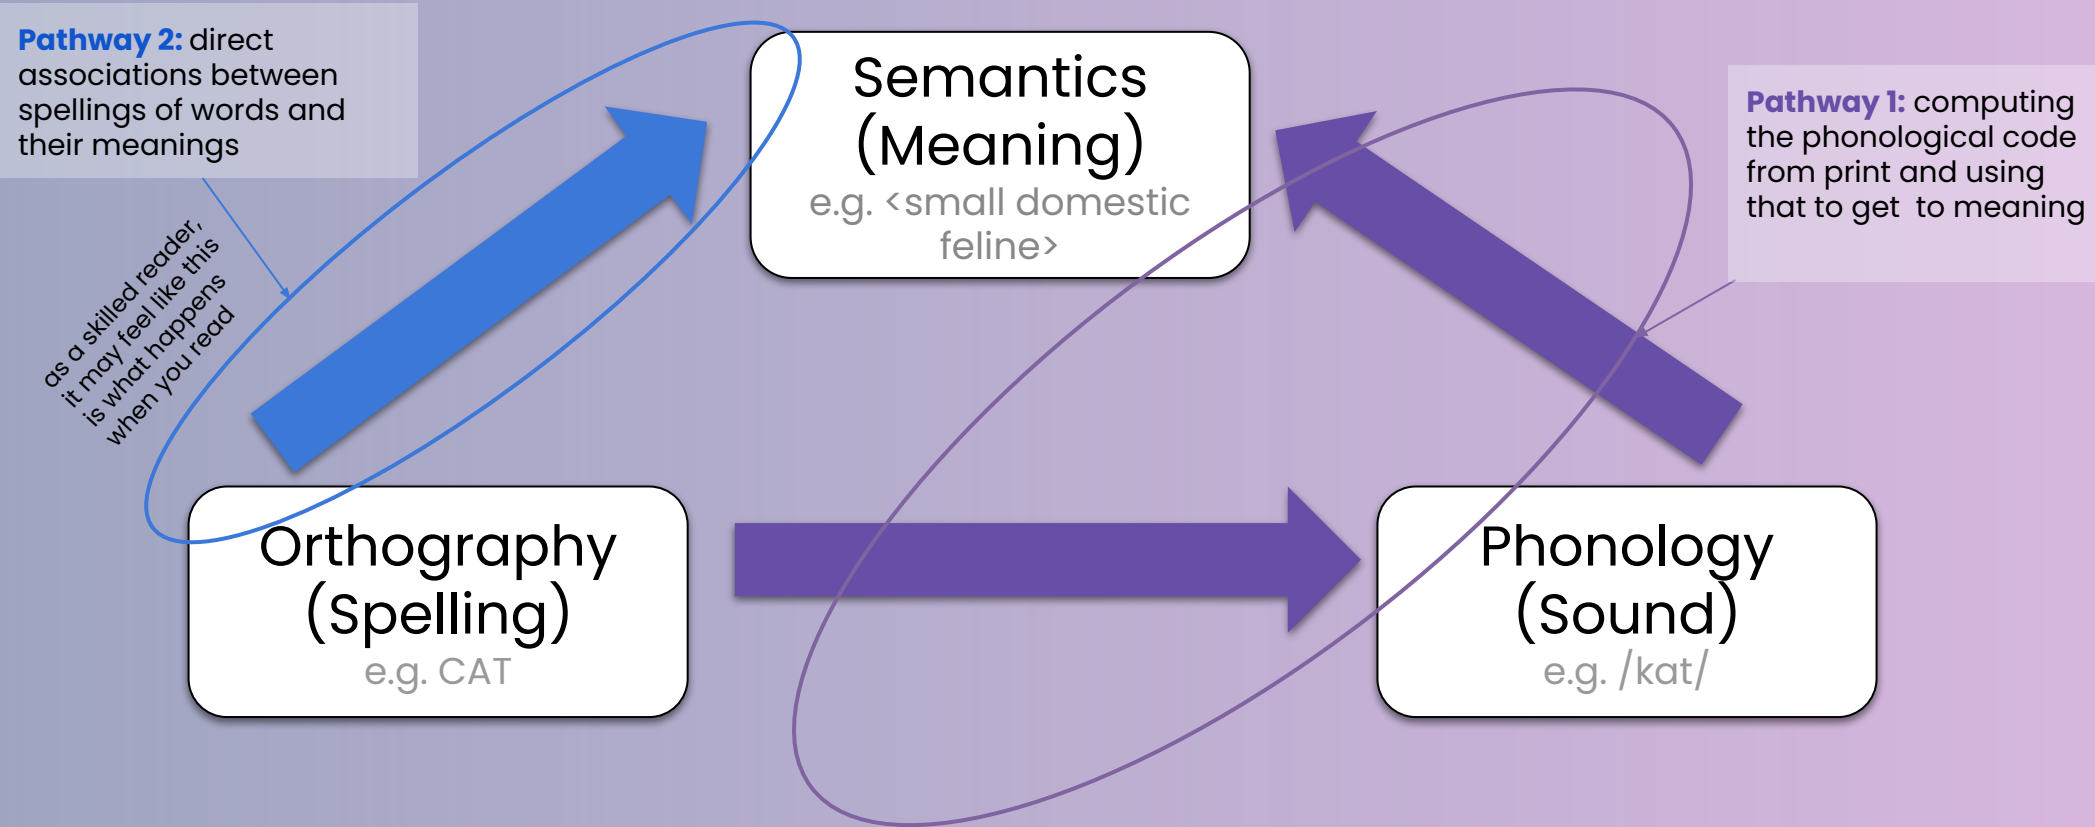 Pathway 2: direct
associations between
spellings of words and
their meanings
as a skilled reader,
it may feel like this
is what happens
when you read
Semantics
(Meaning)
e.g. <small domestic
feline>
Pathway 1: computing
the phonological code
from print and using
that to get to meaning
Orthography
(Spelling)
e.g. CAT
Phonology
(Sound)
e.g. /kat/